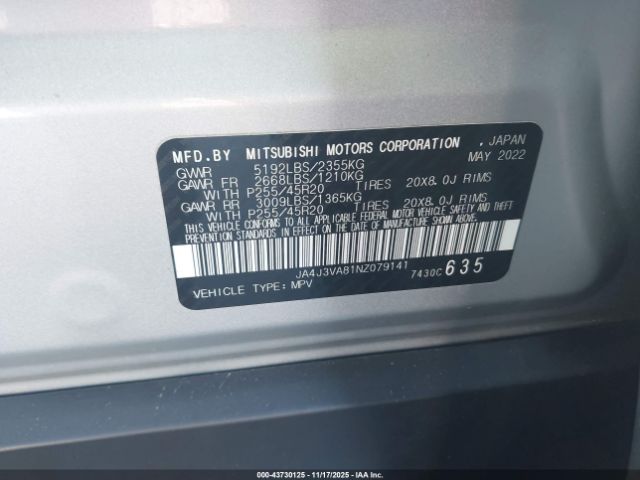 MFD.BY MITSUBISHI MOTORS CORPORATION , JAPAN
GVWR 5192LBS/2355KG MAY 2022
GAWR FR 2668LBS/1210KG
WITH P255/45R20 TIRES 20X8.0J RIMS
GAWR RR 3009LBS/1365KG
WITH P255/45R20 TIRES 20X8.0J RIMS
THIS VEHICLE CONFORMS TO ALL APPLICABLE FEDERAL MOTOR VEHICLE SAFETY AND THEFT
PREVENTION STANDARDS IN EFFECT ON THE DATE OF MANUFACTURE SHOWN ABOVE.
JA4J3VA81NZ079141 7430C 635
VEHICLE TYPE: MPV
© 000-43730125 - 11/17/2025 - IAA Inc.